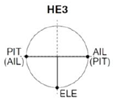 HE3
PIT AIL
(AIL) (PIT)
ELE